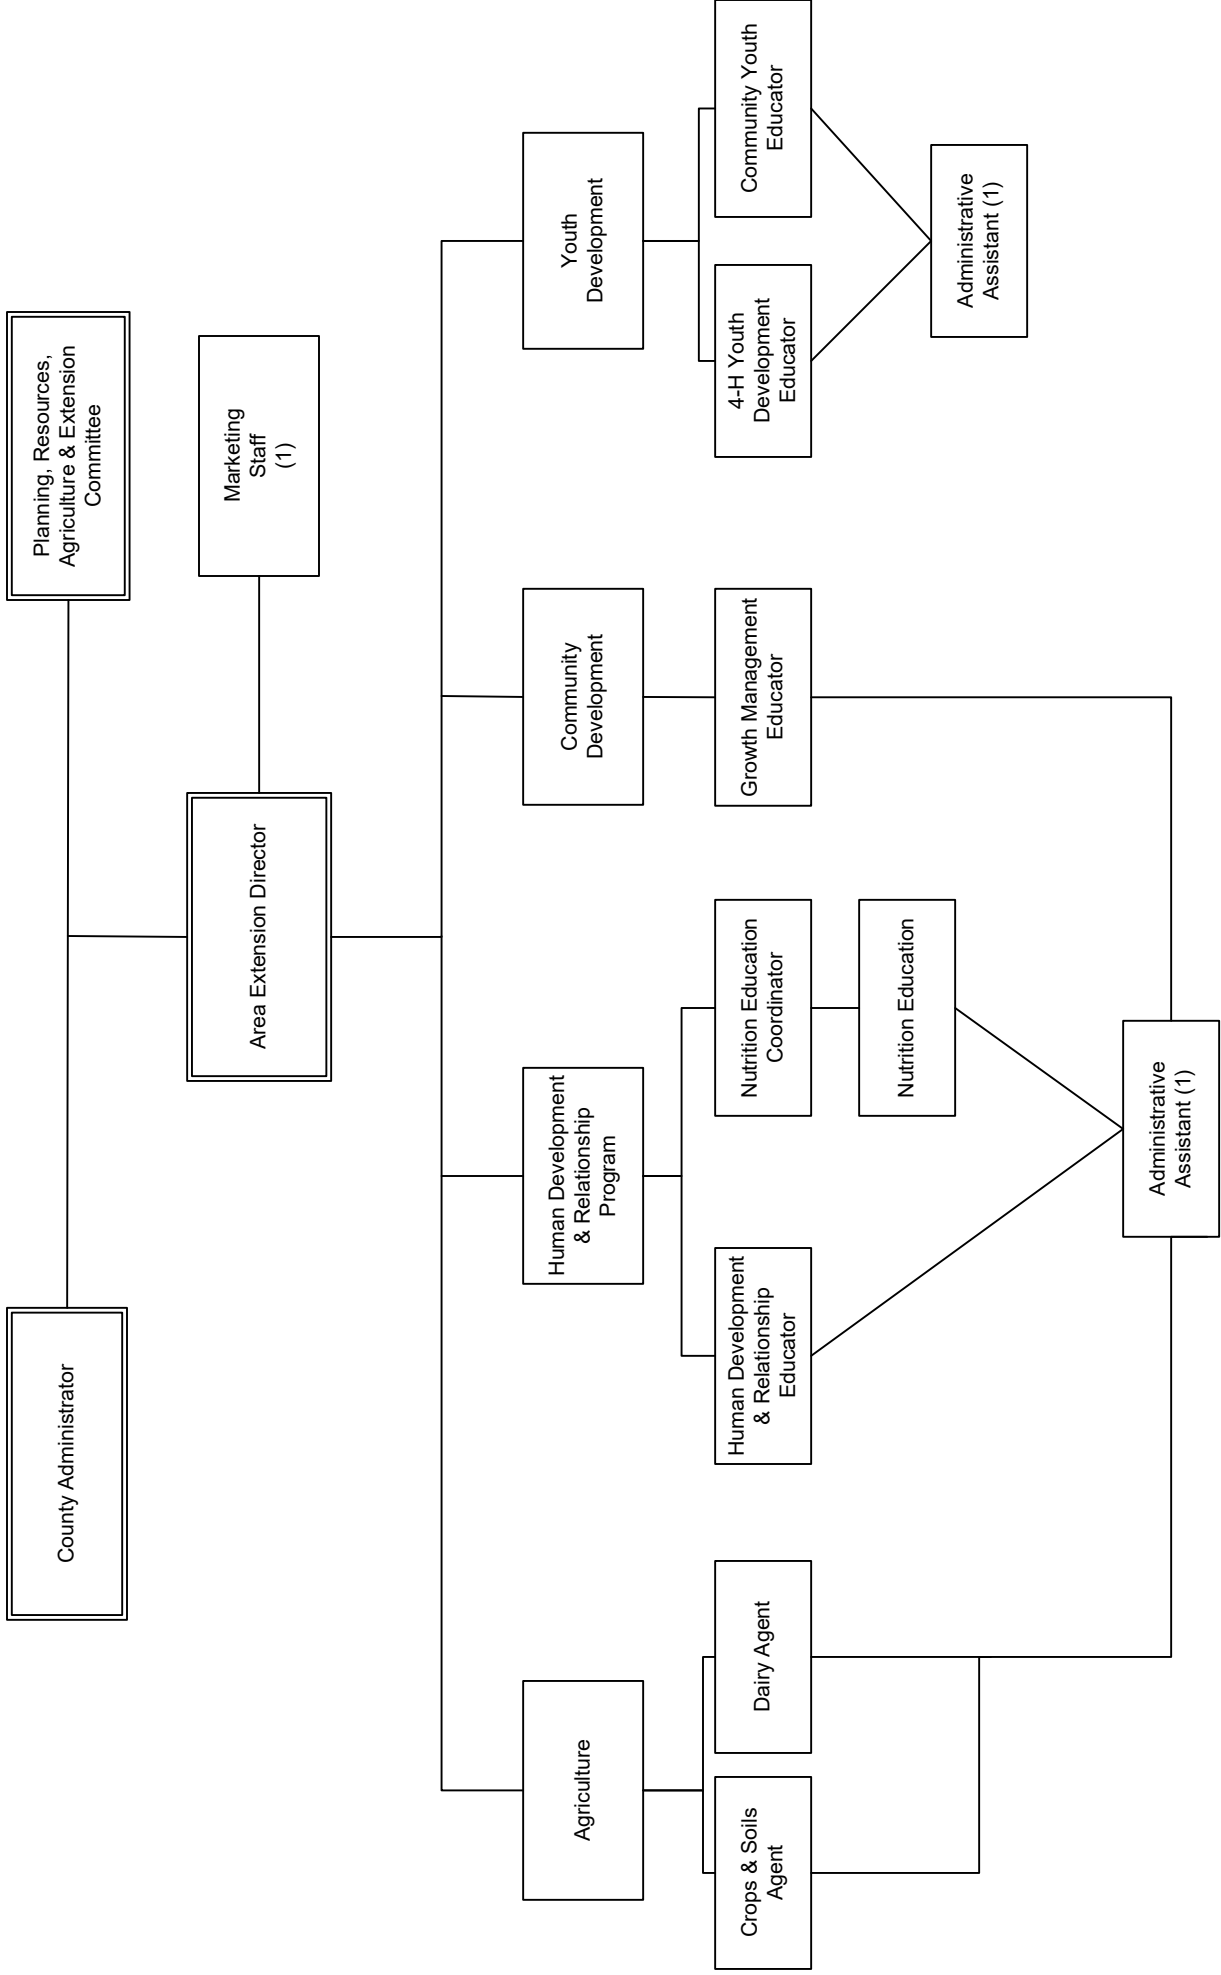 County Administrator
Planning, Resources,
Agriculture & Extension
Committee
Area Extension Director
Marketing
Staff
(1)
Agriculture
Human Development
& Relationship
Program
Community
Development
Youth
Development
Crops & Soils
Agent
Dairy Agent
Human Development
& Relationship
Educator
Nutrition Education
Coordinator
Growth Management
Educator
4-H Youth
Development
Educator
Community Youth
Educator
Nutrition Education
Administrative
Assistant (1)
Administrative
Assistant (1)